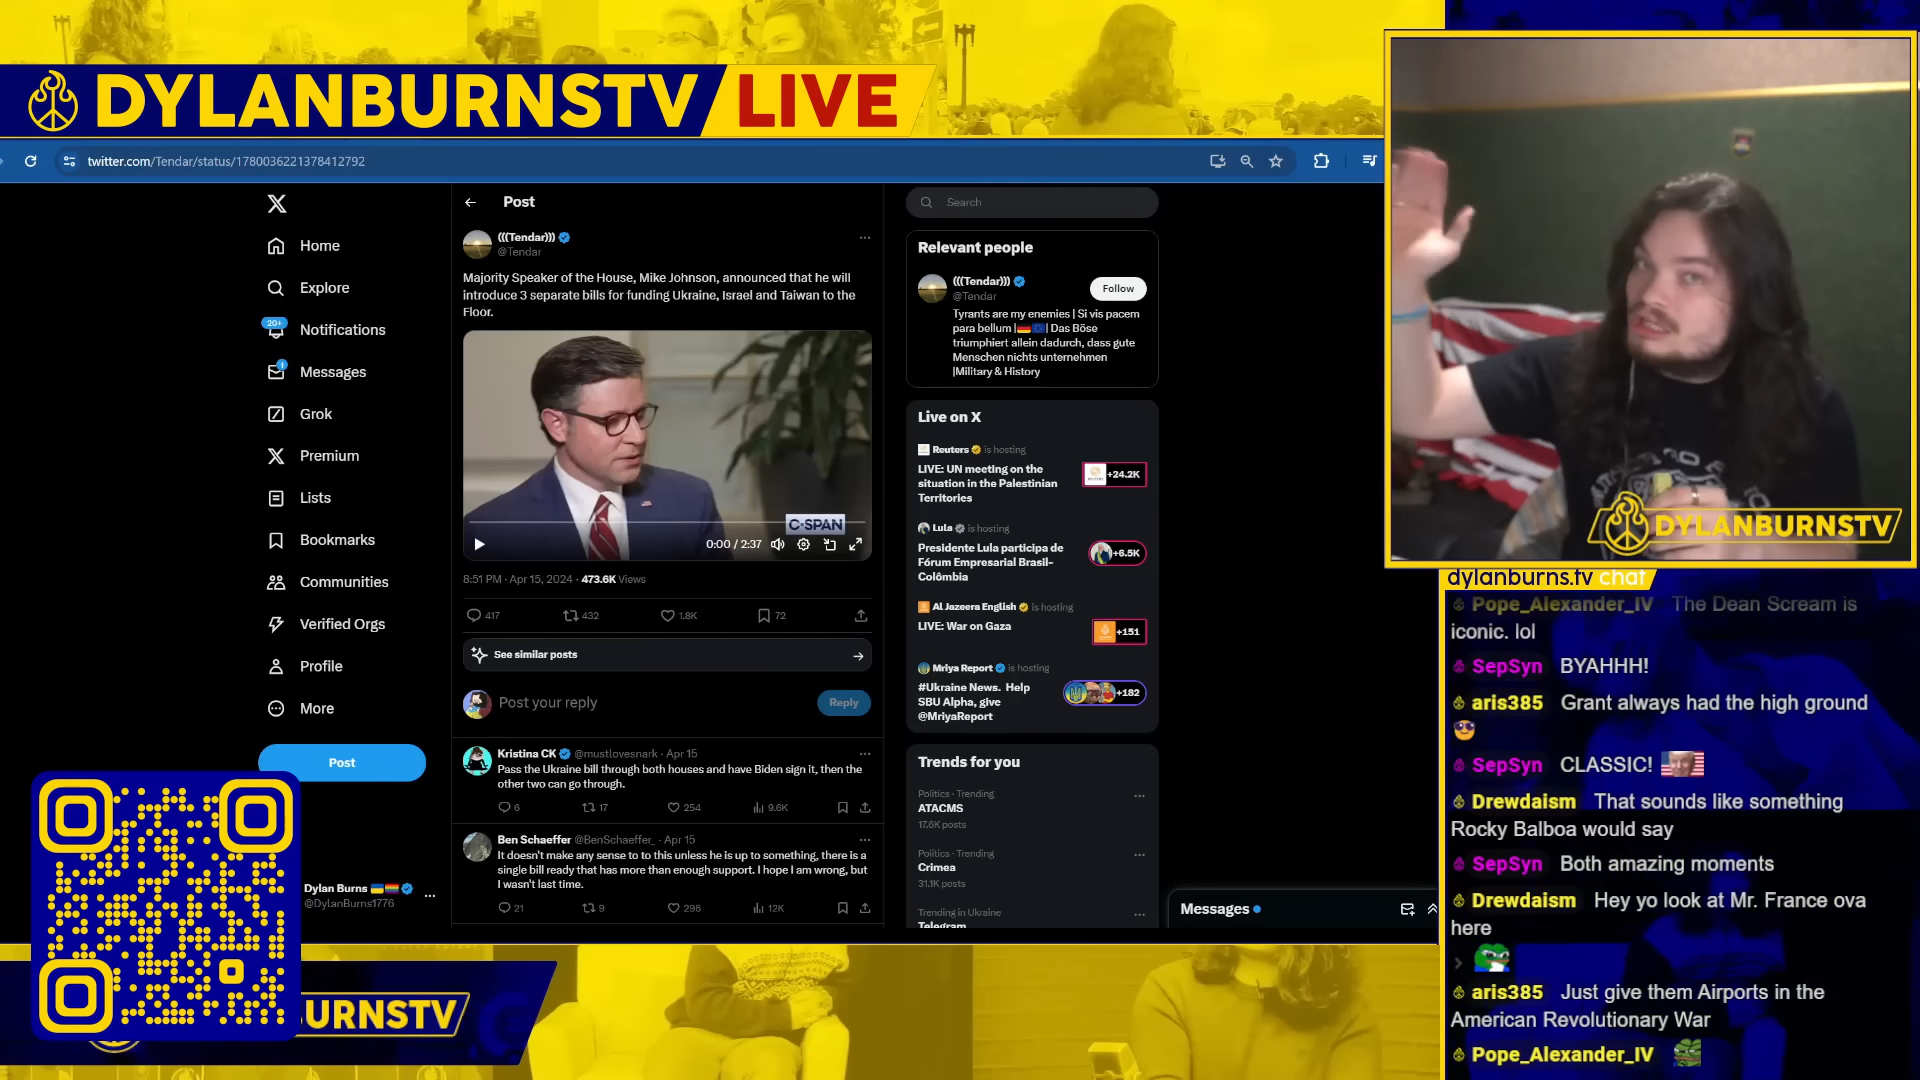 DYLANBURNSTV LIVE
twitter.com/Tendar/status/1780036221378412792
Home
Explore
20+
Notifications
1
Messages
Grok
Premium
Lists
Bookmarks
Communities
Verified Orgs
Profile
More
Post
Dylan Burns
@DylanBurns1776
Post
(((Tendar)))
@Tendar
Majority Speaker of the House, Mike Johnson, announced that he will
introduce 3 separate bills for funding Ukraine, Israel and Taiwan to the
Floor.
C-SPAN
0:00 / 2:37
8:51 PM · Apr 15, 2024 · 473.6K Views
417 432 1.8K 72
See similar posts
Post your reply
Reply
Kristina CK @mustlovesnark · Apr 15
Pass the Ukraine bill through both houses and have Biden sign it, then the
other two can go through.
6 17 254 9.6K
Ben Schaeffer @BenSchaeffer_ · Apr 15
It doesn't make any sense to to this unless he is up to something, there is a
single bill ready that has more than enough support. I hope I am wrong, but
I wasn't last time.
21 9 296 12K
Search
Relevant people
(((Tendar)))
@Tendar
Follow
Tyrants are my enemies | Si vis pacem
para bellum | | Das Böse
triumphiert allein dadurch, dass gute
Menschen nichts unternehmen
|Military & History
Live on X
Reuters is hosting
LIVE: UN meeting on the
situation in the Palestinian
Territories
+24.2K
Lula is hosting
Presidente Lula participa de
Fórum Empresarial Brasil-
Colômbia
+6.5K
Al Jazeera English is hosting
LIVE: War on Gaza
+151
Mriya Report is hosting
#Ukraine News. Help
SBU Alpha, give
@MriyaReport
+182
Trends for you
Politics · Trending
ATACMS
17.6K posts
Politics · Trending
Crimea
31.1K posts
Trending in Ukraine
Telegram
Messages
DYLANBURNSTV
dylanburns.tv chat
Pope_Alexander_IV The Dean Scream is
iconic. lol
SepSyn BYAHHH!
aris385 Grant always had the high ground
SepSyn CLASSIC!
Drewdaism That sounds like something
Rocky Balboa would say
SepSyn Both amazing moments
Drewdaism Hey yo look at Mr. France ova
here
aris385 Just give them Airports in the
American Revolutionary War
Pope_Alexander_IV
URNSTV